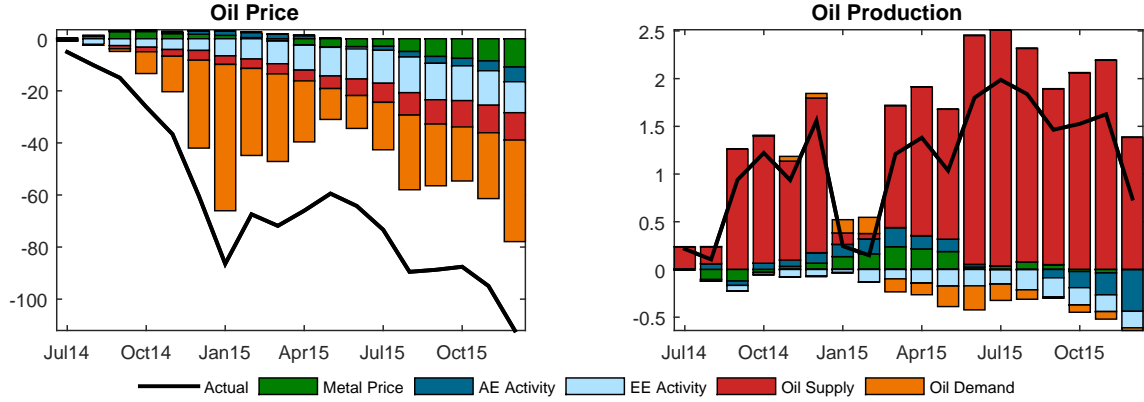 Oil Price
0
-20
-40
-60
-80
-100
Jul14 Oct14 Jan15 Apr15 Jul15 Oct15
Oil Production
2.5
2
1.5
1
0.5
0
-0.5
Jul14 Oct14 Jan15 Apr15 Jul15 Oct15
Actual Metal Price AE Activity EE Activity Oil Supply Oil Demand